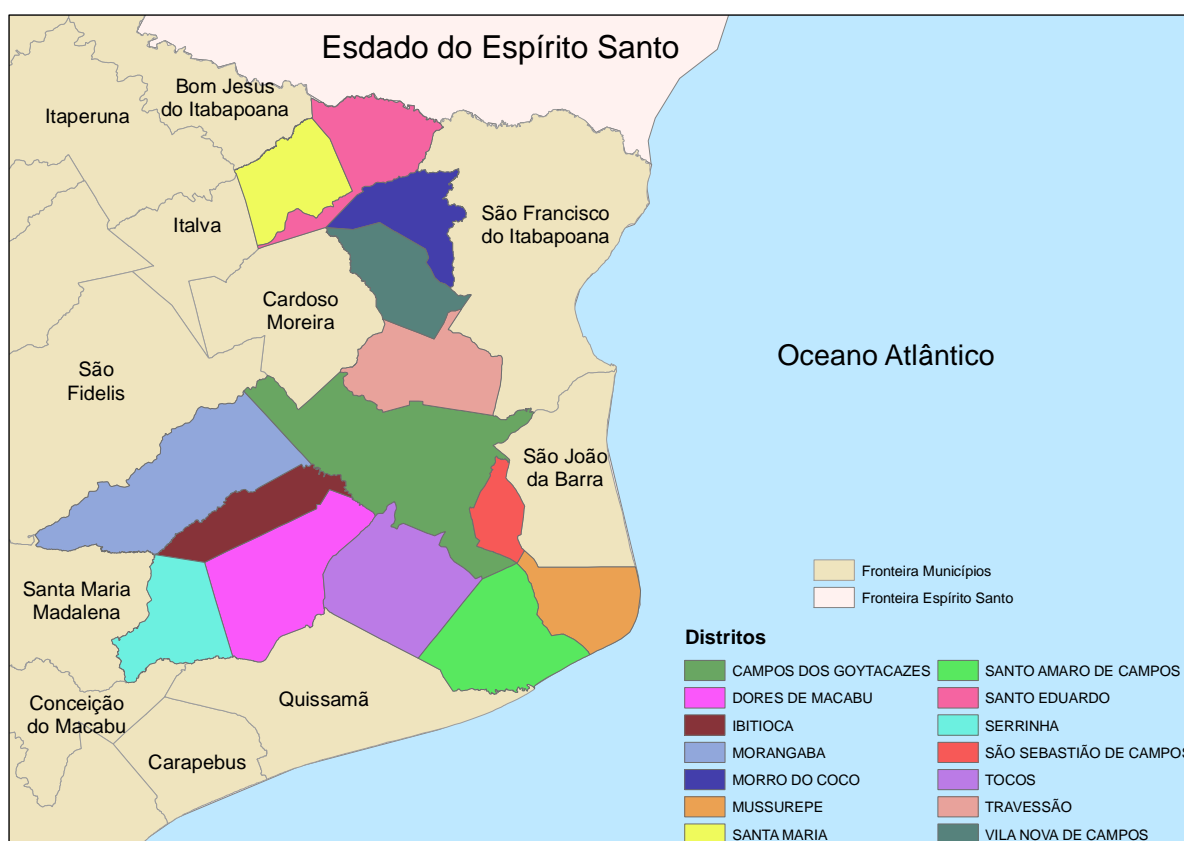 Esdado do Espírito Santo
Bom Jesus
do Itabapoana
Itaperuna
São Francisco
do Itabapoana
Italva
Cardoso
Moreira
Oceano Atlântico
São
Fidelis
São João
da Barra
Santa Maria
Madalena
Fronteira Municípios
Fronteira Espírito Santo
Quissamã
Conceição
do Macabu
Carapebus
Distritos
CAMPOS DOS GOYTACAZES
DORES DE MACABU
IBITIOCA
MORANGABA
MORRO DO COCO
MUSSUREPE
SANTA MARIA
SANTO AMARO DE CAMPOS
SANTO EDUARDO
SERRINHA
SÃO SEBASTIÃO DE CAMPOS
TOCOS
TRAVESSÃO
VILA NOVA DE CAMPOS